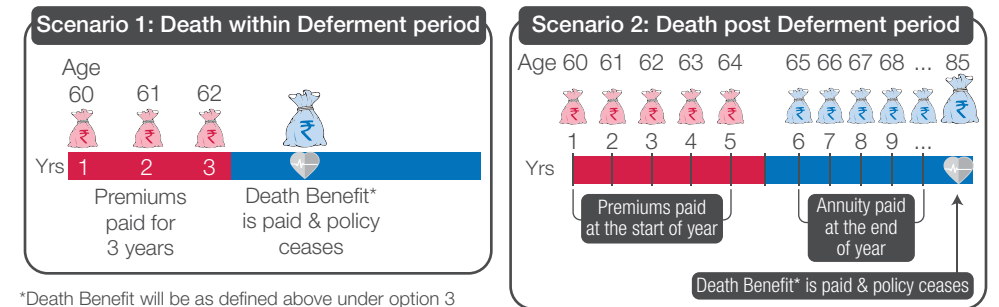 Scenario 1: Death within Deferment period
Age
60 61 62
₹ ₹ ₹ ₹
Yrs 1 2 3
Premiums
paid for
3 years
Death Benefit*
is paid & policy
ceases
*Death Benefit will be as defined above under option 3
Scenario 2: Death post Deferment period
Age 60 61 62 63 64 65 66 67 68 ... 85
₹ ₹ ₹ ₹ ₹ ₹ ₹ ₹ ₹ ₹ ₹
1 2 3 4 5 6 7 8 9 ...
Yrs
Premiums paid
at the start of year
Annuity paid
at the end
of year
Death Benefit* is paid & policy ceases